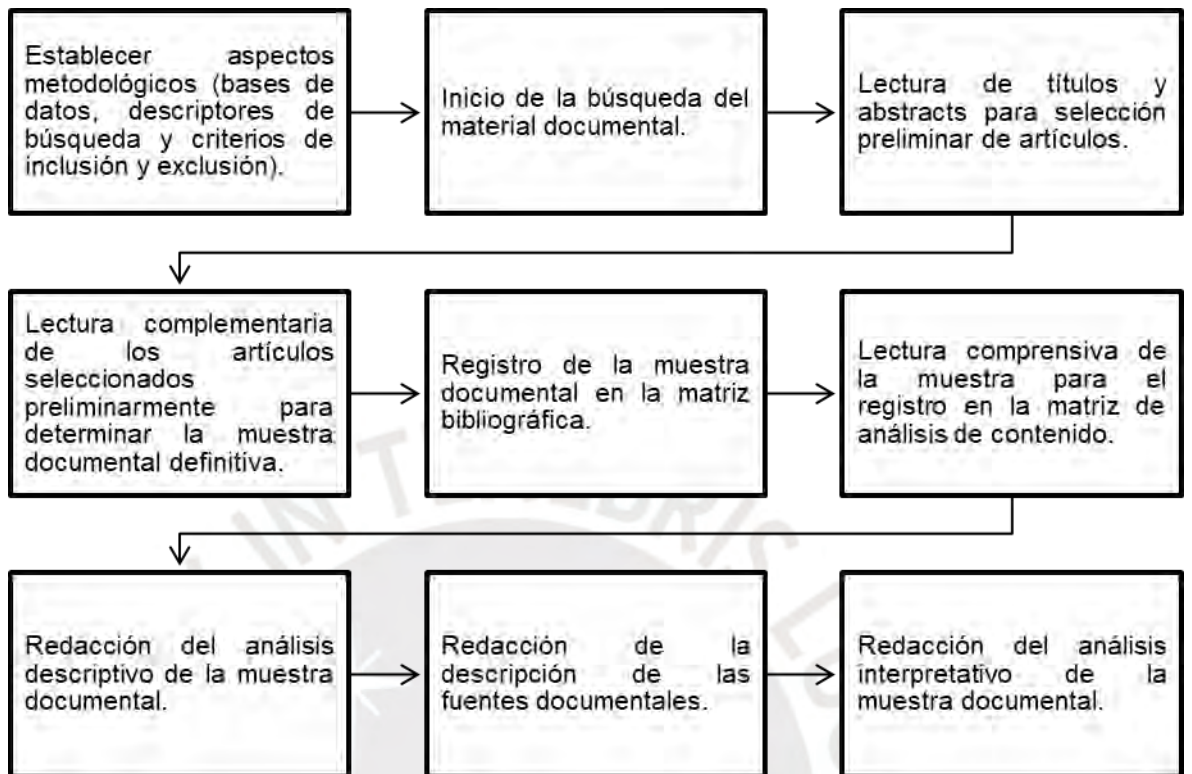 Establecer aspectos
metodológicos (bases de
datos, descriptores de
búsqueda y criterios de
inclusión y exclusión).
Inicio de la búsqueda del
material documental.
Lectura de títulos y
abstracts para selección
preliminar de artículos.
Lectura complementaria
de los artículos
seleccionados
preliminarmente para
determinar la muestra
documental definitiva.
Registro de la muestra
documental en la matriz
bibliográfica.
Lectura comprensiva de
la muestra para el
registro en la matriz de
análisis de contenido.
Redacción del análisis
descriptivo de la muestra
documental.
Redacción de la
descripción de las
fuentes documentales.
Redacción del análisis
interpretativo de la
muestra documental.